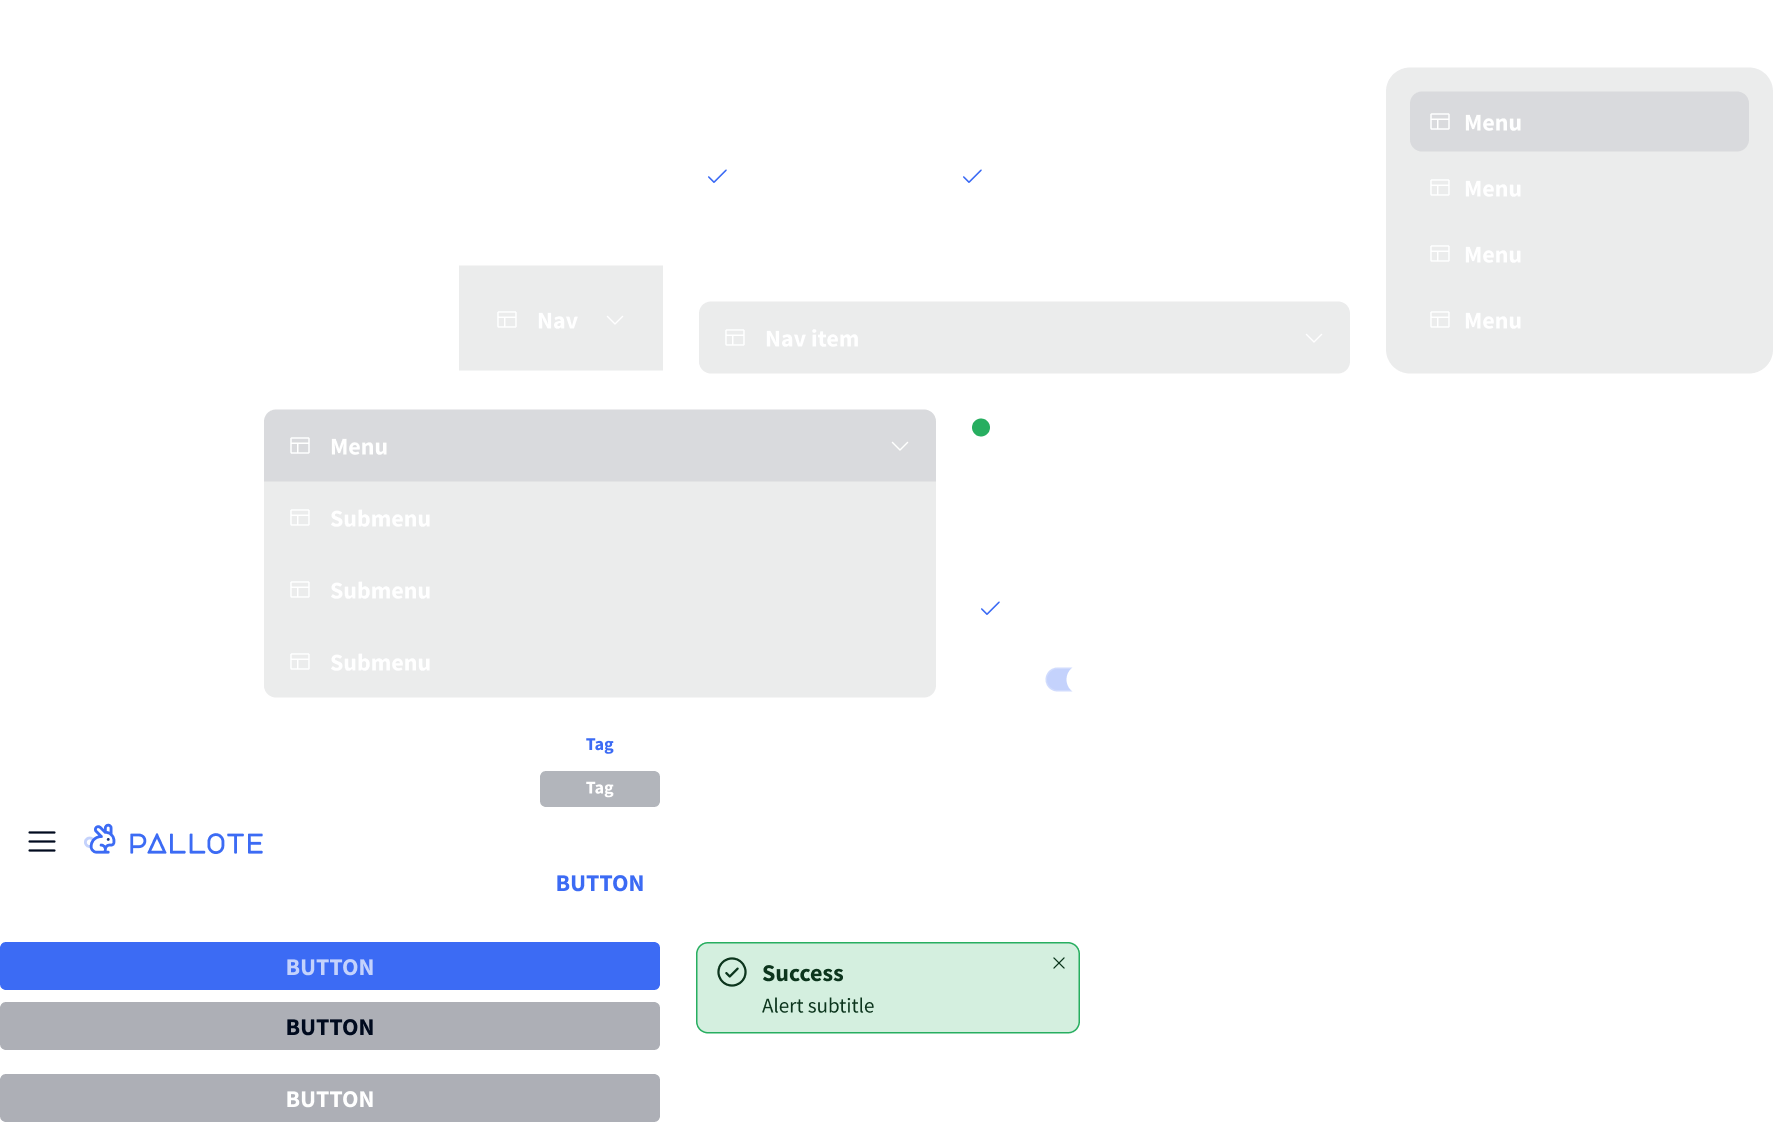 Menu
Menu
Menu
Menu
Nav
Nav item
Menu
Submenu
Submenu
Submenu
Tag
Tag
PALLOTE
BUTTON
BUTTON
BUTTON
BUTTON
Success
Alert subtitle